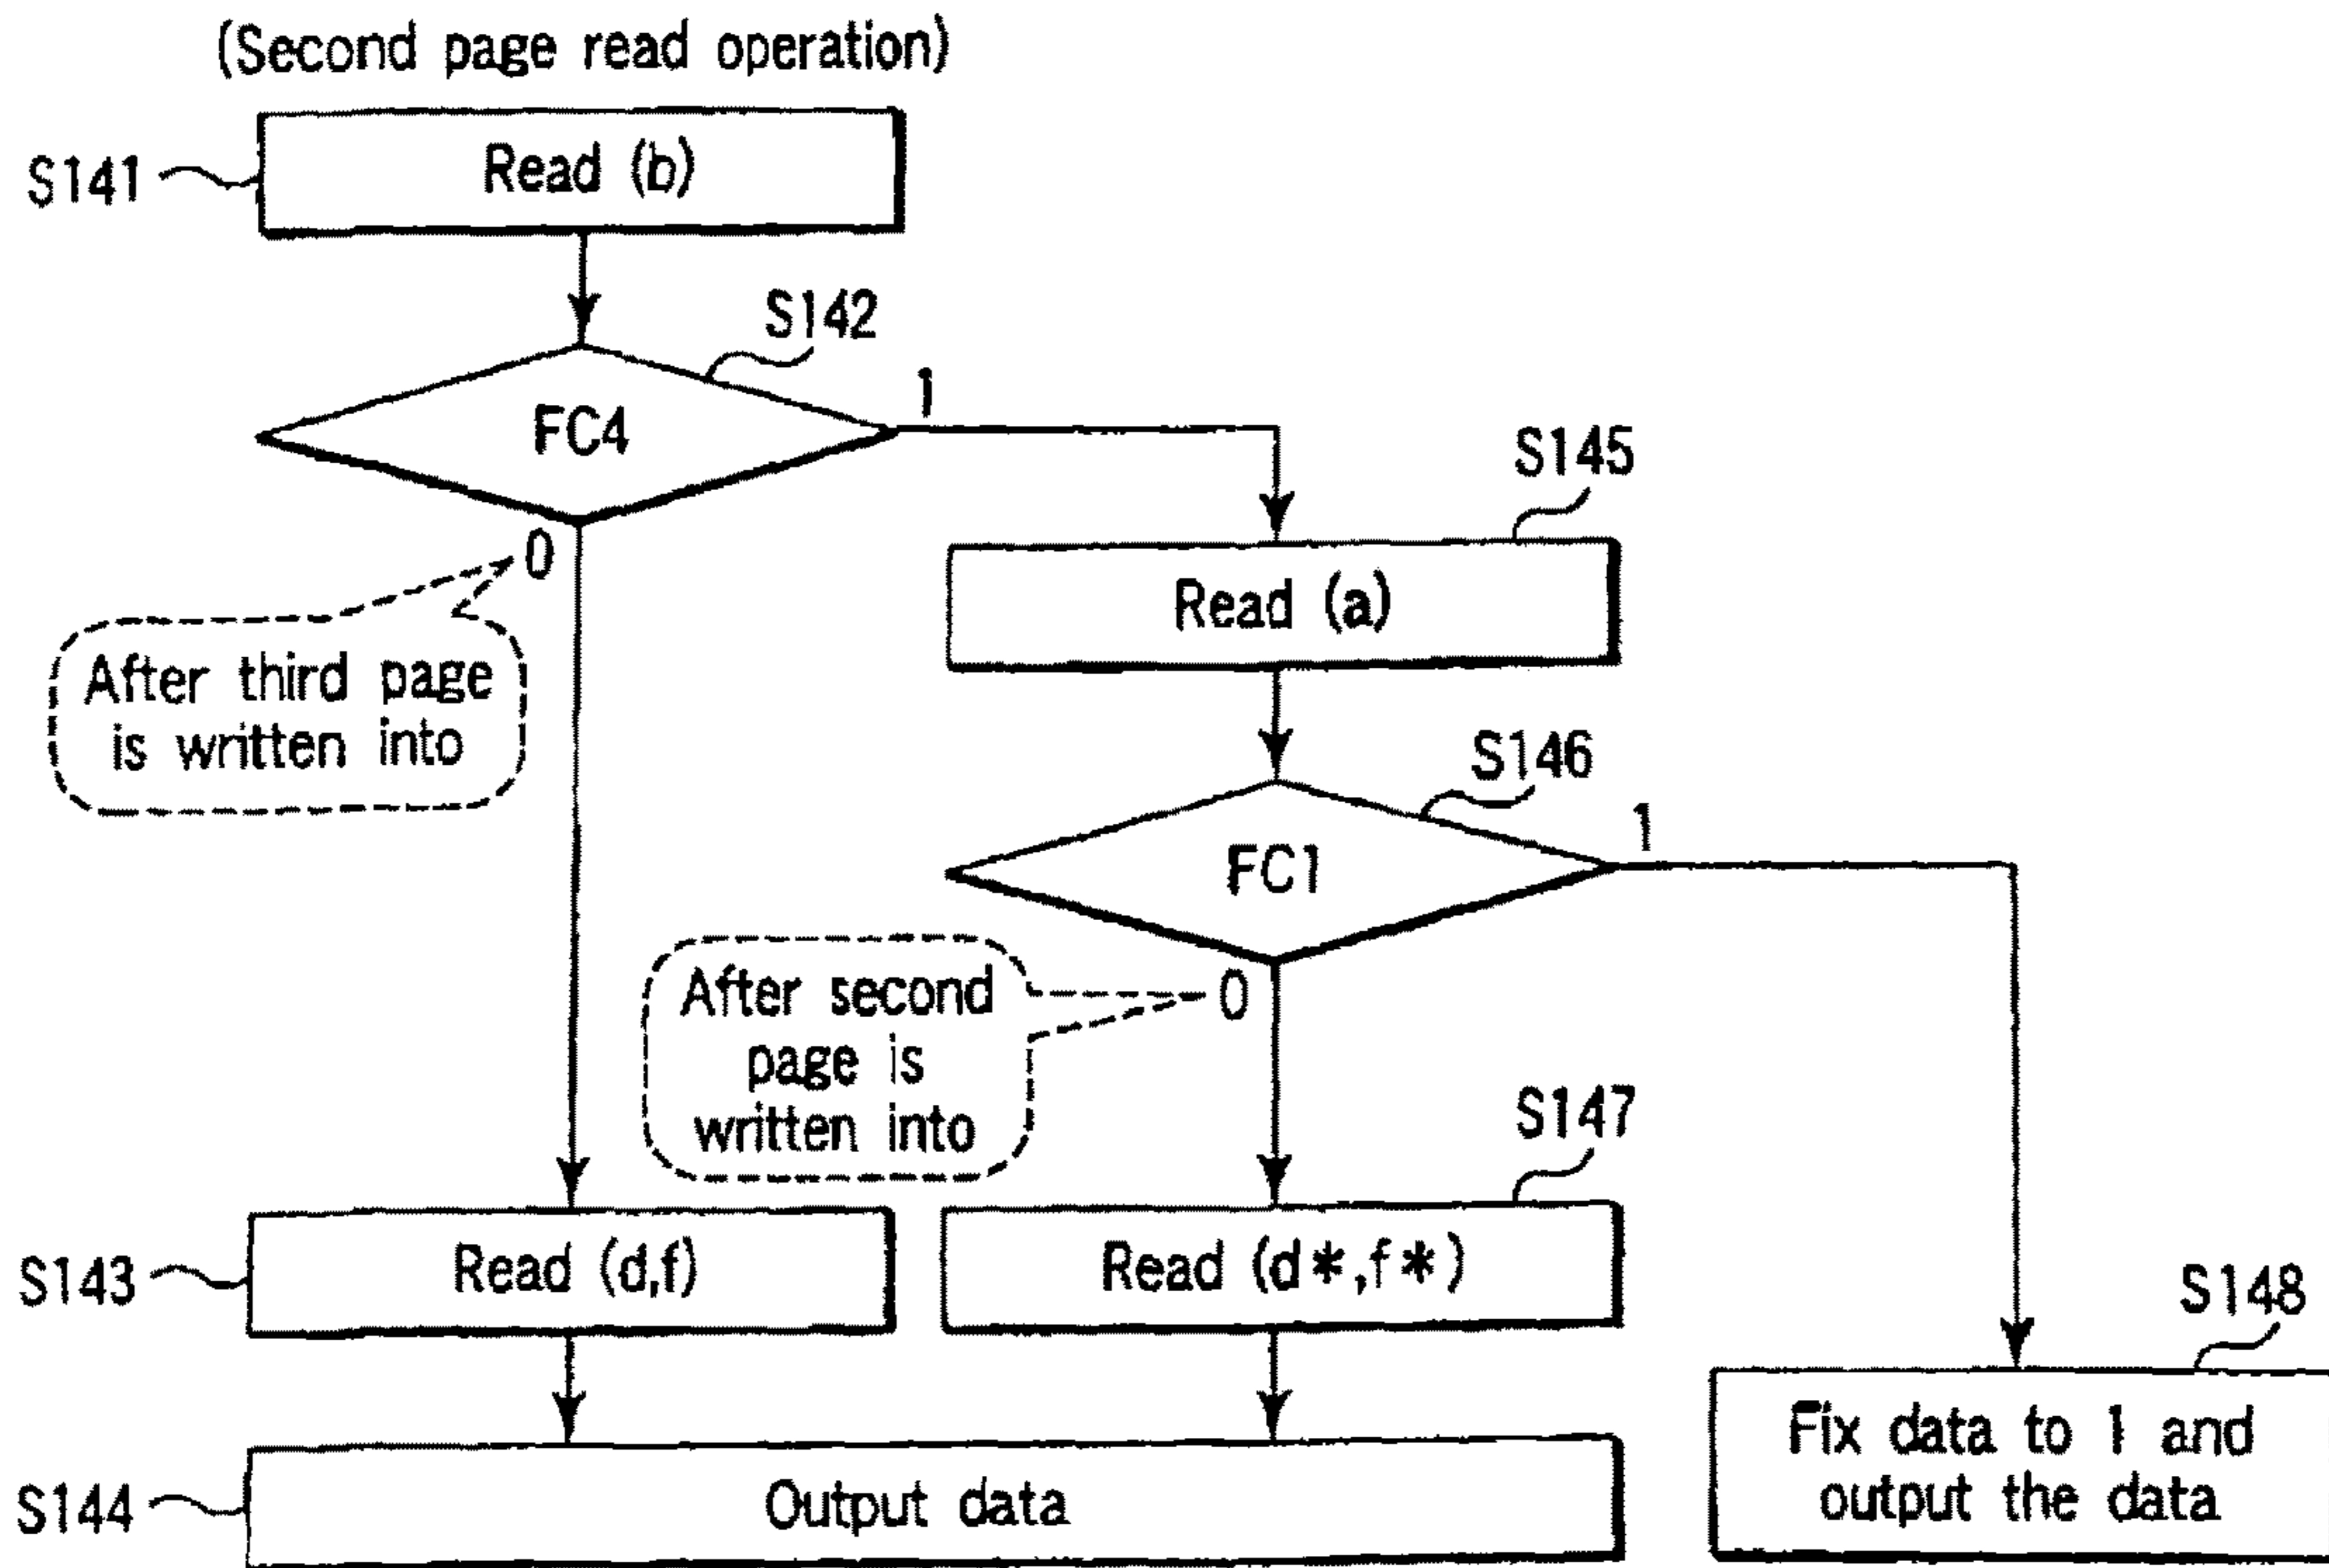 (Second page read operation)
S141
Read (b)
S142
FC4
1
0
After third page
is written into
S145
Read (a)
S146
FC1
1
0
After second
page is
written into
S143
Read (d,f)
S147
Read (d*,f*)
S144
Output data
S148
Fix data to 1 and
output the data